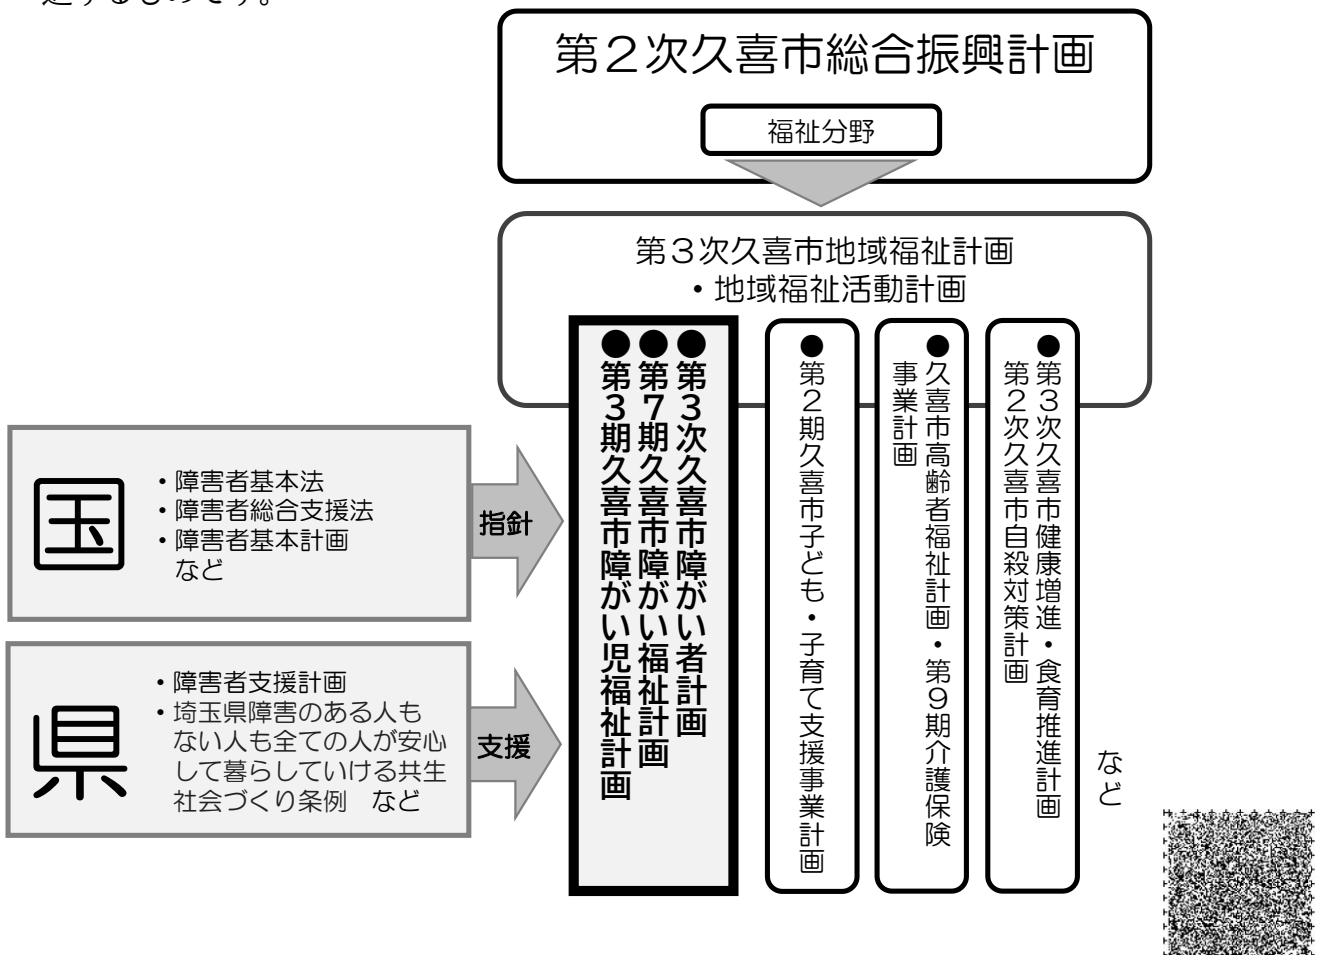 進するものです。
第２次久喜市総合振興計画
福祉分野
第３次久喜市地域福祉計画
・地域福祉活動計画
●第３次久喜市障がい者計画
●第７期久喜市障がい福祉計画
●第３期久喜市障がい児福祉計画
●第２期久喜市子ども・子育て支援事業計画
●久喜市高齢者福祉計画・第９期介護保険
事業計画
●第３次久喜市健康増進・食育推進計画
第２次久喜市自殺対策計画
など
国
・障害者基本法
・障害者総合支援法
・障害者基本計画
など
指針
県
・障害者支援計画
・埼玉県障害のある人も
ない人も全ての人が安心
して暮らしていける共生
社会づくり条例　など
支援